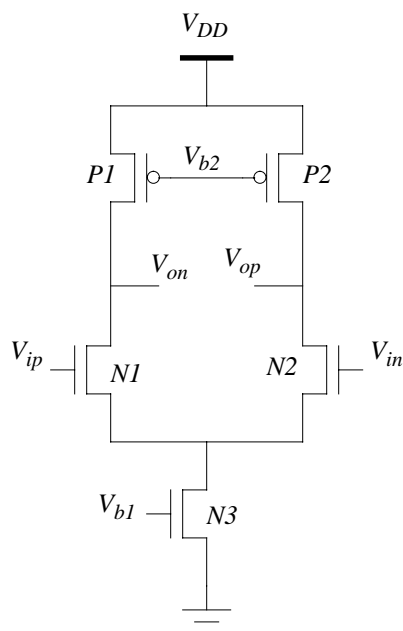 V_DD
P1
V_b2
P2
V_on
V_op
V_ip
N1
N2
V_in
V_b1
N3